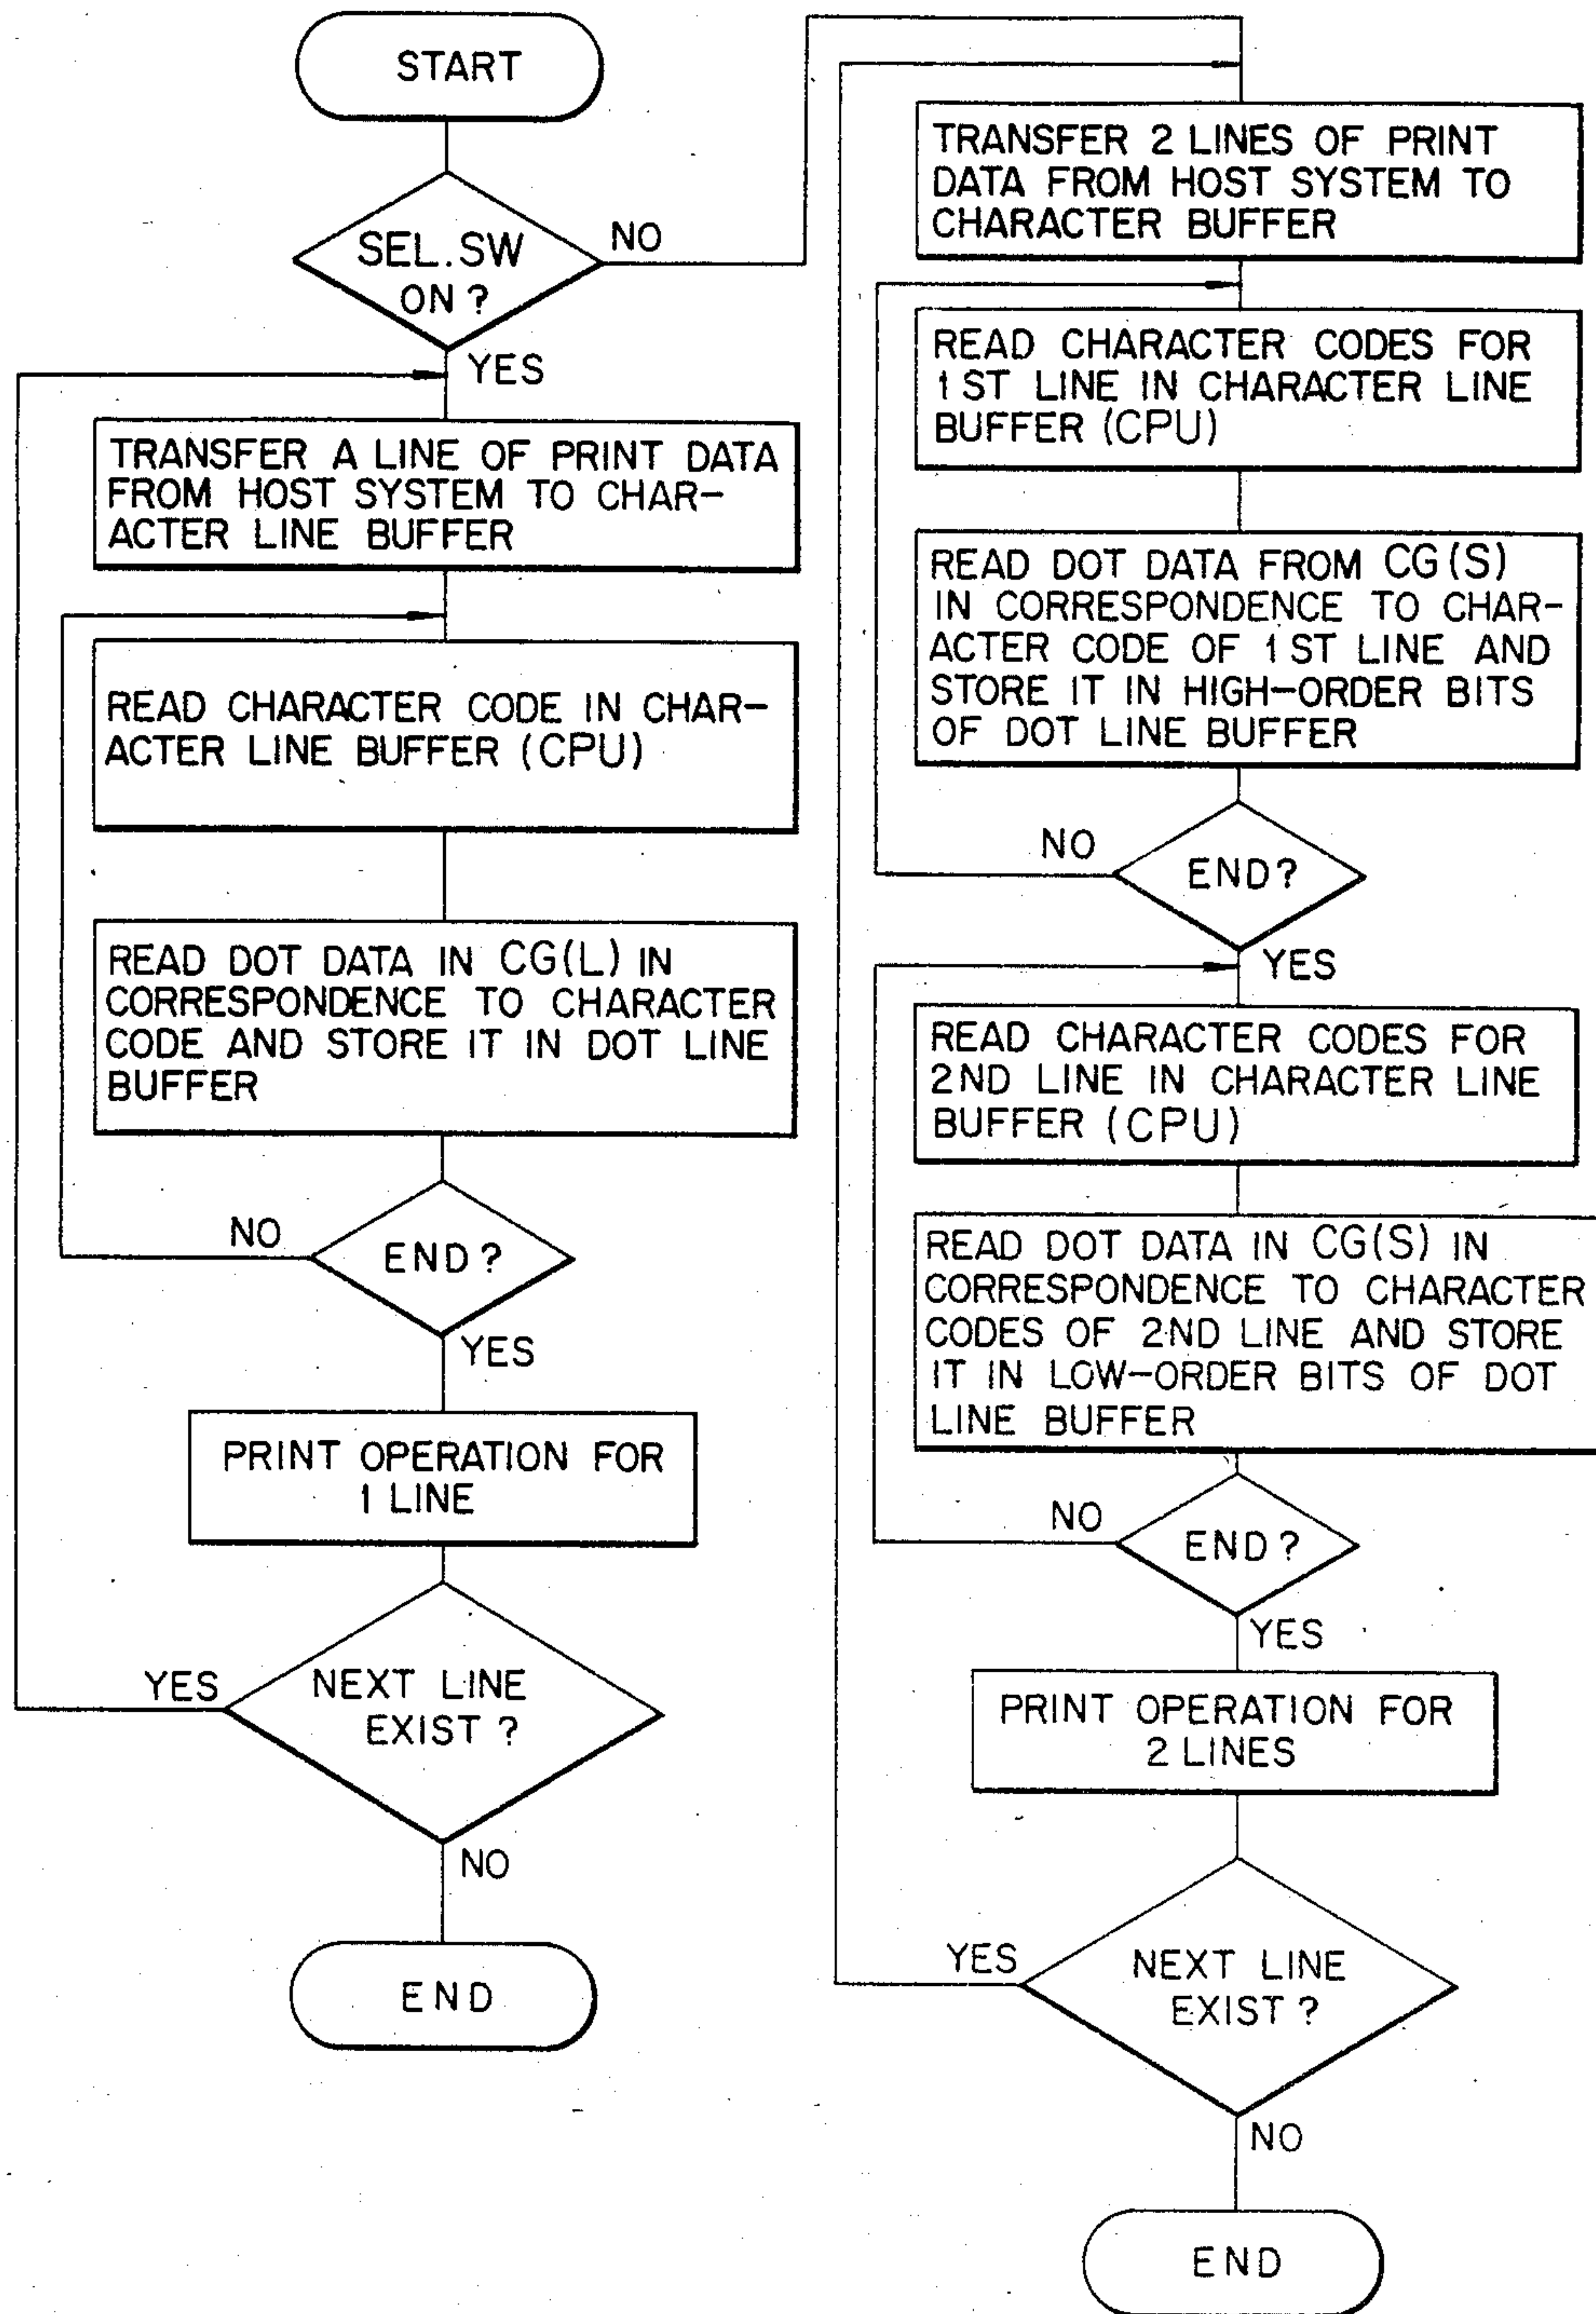 START
SEL.SW
ON?
NO
YES
TRANSFER A LINE OF PRINT DATA
FROM HOST SYSTEM TO CHAR-
ACTER LINE BUFFER
READ CHARACTER CODE IN CHAR-
ACTER LINE BUFFER (CPU)
READ DOT DATA IN CG(L) IN
CORRESPONDENCE TO CHARACTER
CODE AND STORE IT IN DOT LINE
BUFFER
NO
END?
YES
PRINT OPERATION FOR
1 LINE
YES
NEXT LINE
EXIST?
NO
END
TRANSFER 2 LINES OF PRINT
DATA FROM HOST SYSTEM TO
CHARACTER BUFFER
READ CHARACTER CODES FOR
1ST LINE IN CHARACTER LINE
BUFFER (CPU)
READ DOT DATA FROM CG(S)
IN CORRESPONDENCE TO CHAR-
ACTER CODE OF 1ST LINE AND
STORE IT IN HIGH-ORDER BITS
OF DOT LINE BUFFER
NO
END?
YES
READ CHARACTER CODES FOR
2ND LINE IN CHARACTER LINE
BUFFER (CPU)
READ DOT DATA IN CG(S) IN
CORRESPONDENCE TO CHARACTER
CODES OF 2ND LINE AND STORE
IT IN LOW-ORDER BITS OF DOT
LINE BUFFER
NO
END?
YES
PRINT OPERATION FOR
2 LINES
YES
NEXT LINE
EXIST?
NO
END